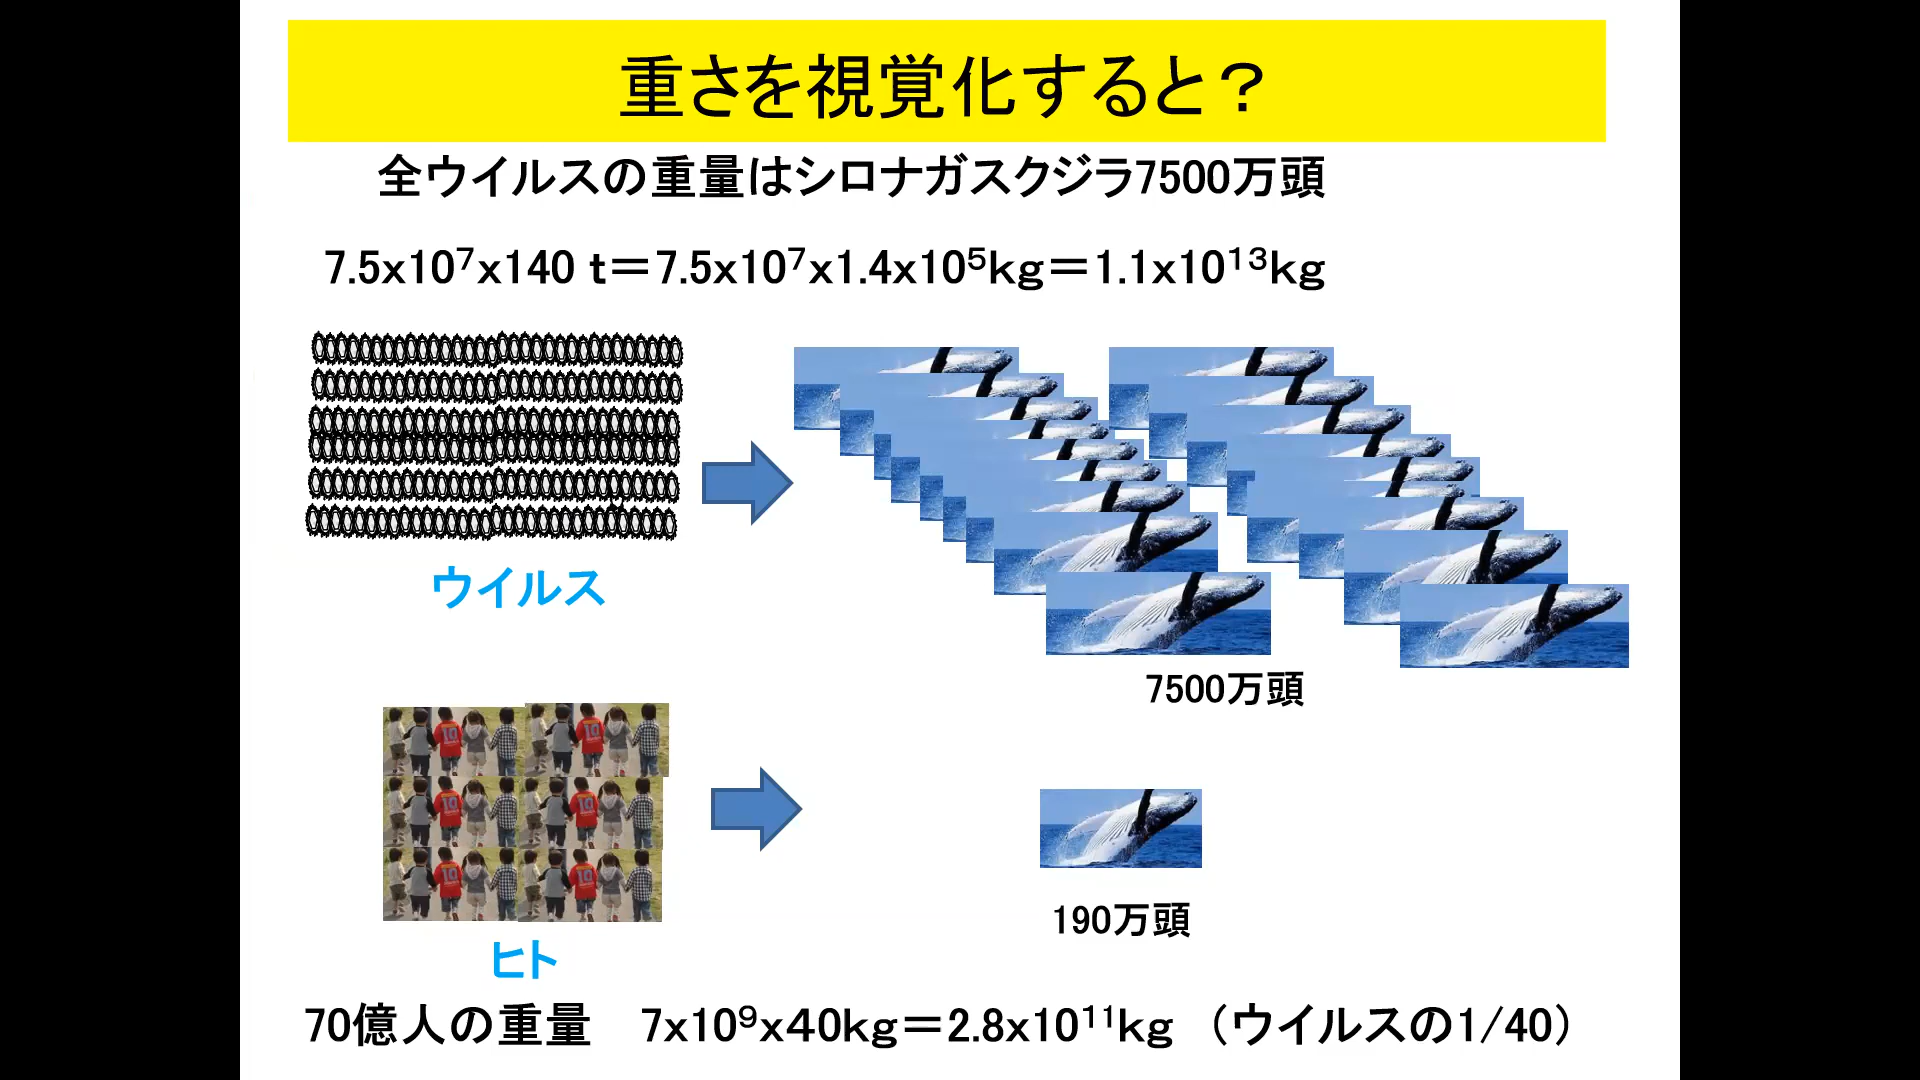 重さを視覚化すると？
全ウイルスの重量はシロナガスクジラ7500万頭
7.5x10⁷x140 t＝7.5x10⁷x1.4x10⁵kg＝1.1x10¹³kg
ウイルス
7500万頭
190万頭
ヒト
70億人の重量　7x10⁹x40kg＝2.8x10¹¹kg （ウイルスの1/40）